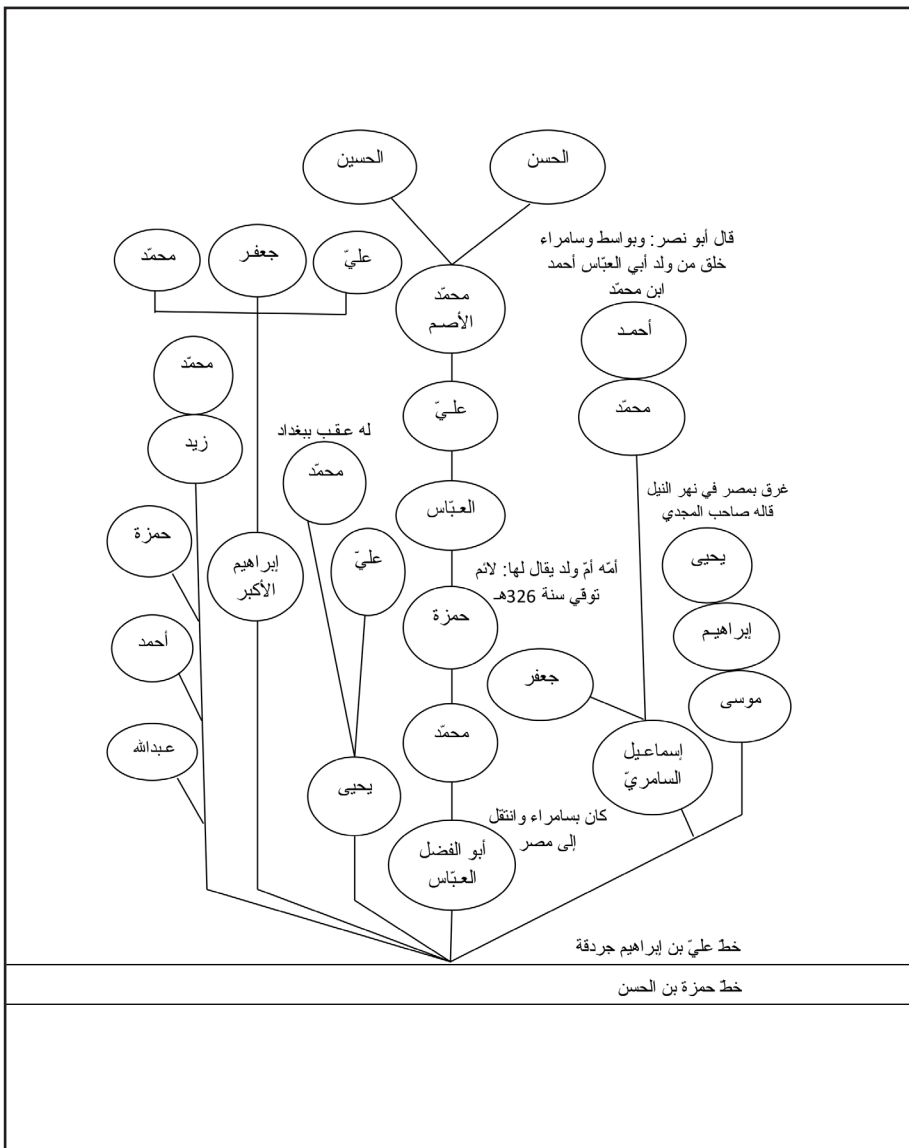 الحسن
الحسين
قال أبو نصر: وبواسط وسامراء
خلق من ولد أبي العبّاس أحمد
ابن محمّد
عليّ
جعفر
محمّد
محمّد
الأصم
أحمد
محمّد
محمّد
عليّ
زيد
له عقب ببغداد
محمّد
غرق بمصر في نهر النيل
قاله صاحب المجدي
العبّاس
يحيى
حمزة
إبراهيم
الأكبر
عليّ
أمّه أمّ ولد يقال لها: لائم
توفي سنة 326هـ
حمزة
إبراهيم
أحمد
جعفر
موسى
محمّد
عبدالله
إسماعيل
السامريّ
يحيى
كان بسامراء وانتقل
إلى مصر
أبو الفضل
العبّاس
خطّ عليّ بن إبراهيم جردقة
خطّ حمزة بن الحسن